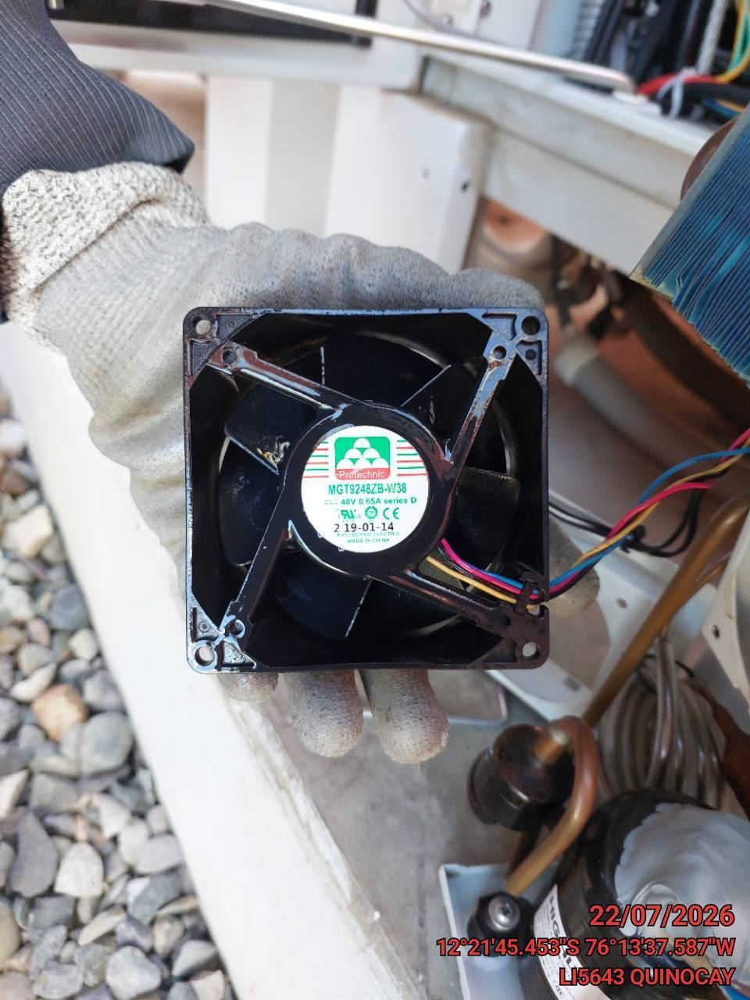 Protechnic
MGT9248ZB-W38
48V 0.65A series D
CE
2 19-01-14
PROTECHNIC ELECTRIC
MADE IN CHINA
22/07/2026
12°21'45.453"S 76°13'37.587"W
LI5643 QUINOCAY